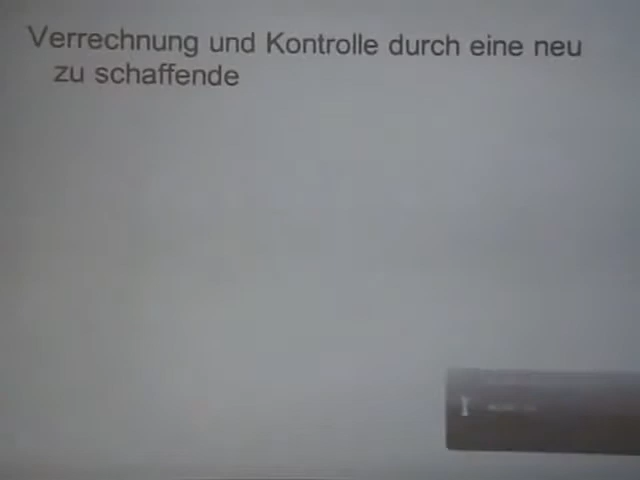 Verrechnung und Kontrolle durch eine neu
zu schaffende